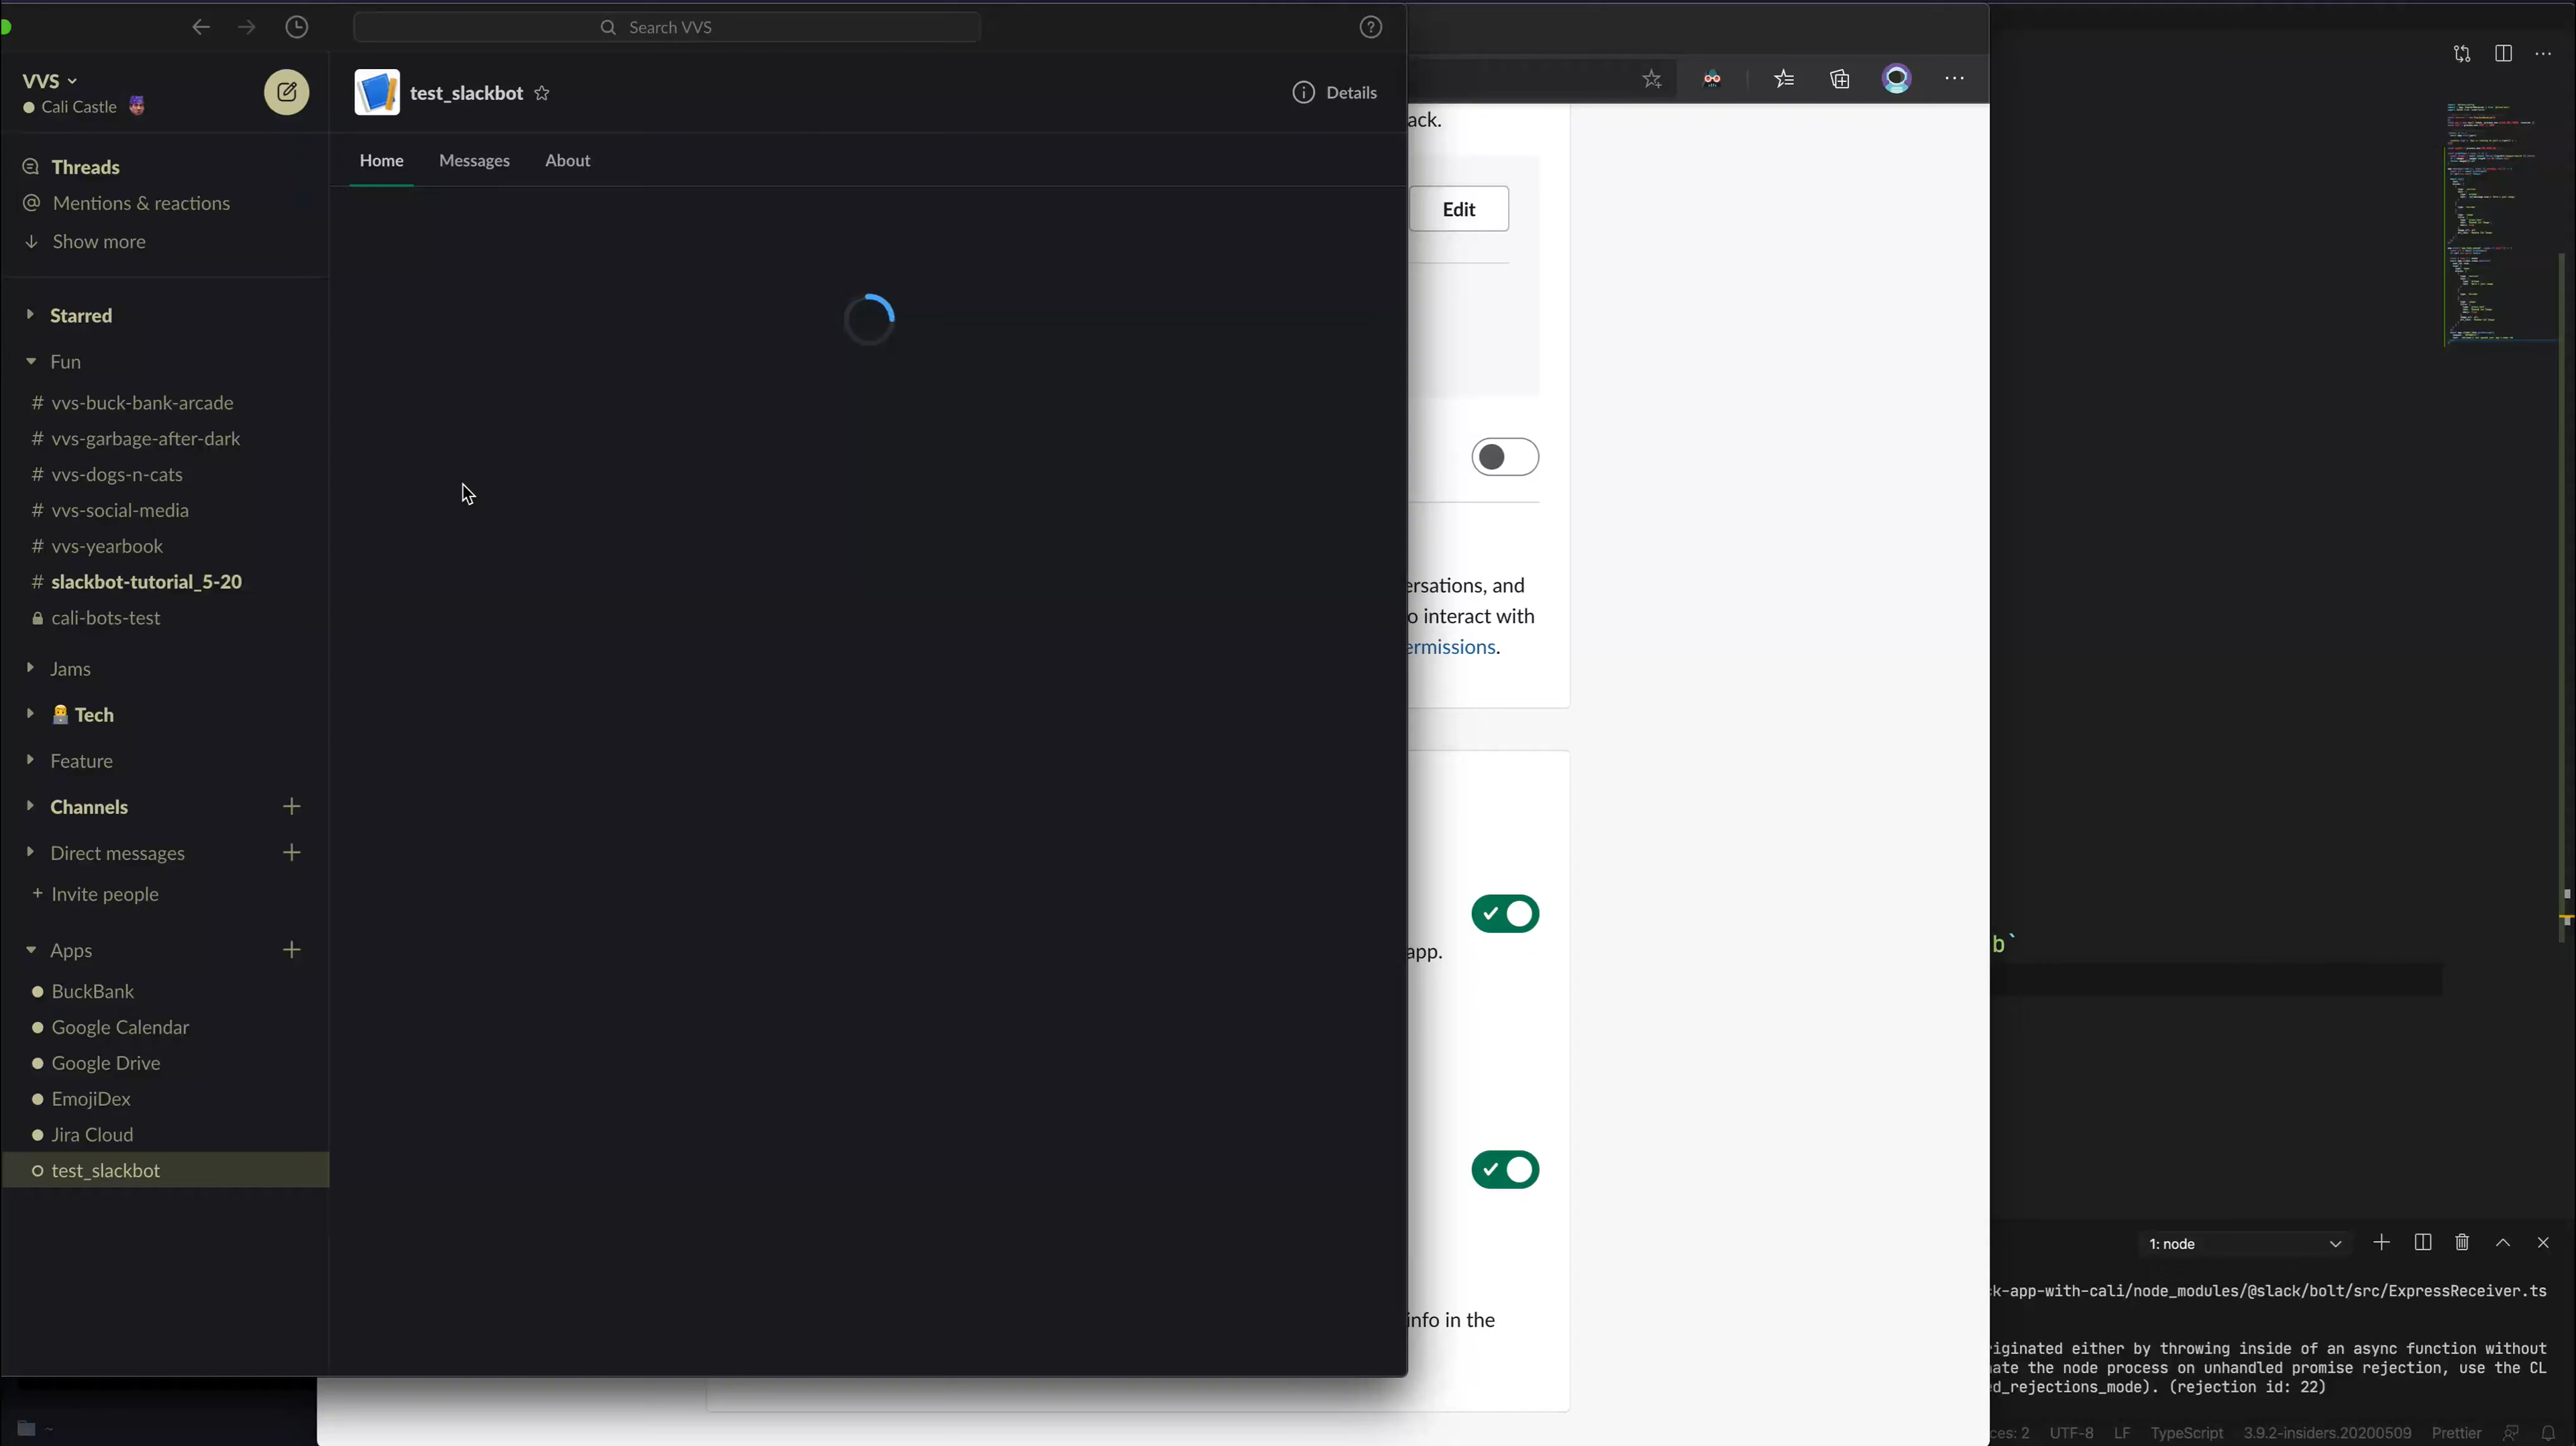 Search VVS
VVS
Cali Castle
Threads
Mentions & reactions
Show more
Starred
Fun
# vvs-buck-bank-arcade
# vvs-garbage-after-dark
# vvs-dogs-n-cats
# vvs-social-media
# vvs-yearbook
# slackbot-tutorial_5-20
cali-bots-test
Jams
Tech
Feature
Channels
Direct messages
+ Invite people
Apps
BuckBank
Google Calendar
Google Drive
EmojiDex
Jira Cloud
test_slackbot
test_slackbot
Details
Home Messages About
ack.
Edit
ersations, and
o interact with
ermissions.
app.
info in the
b`
1: node
k-app-with-cali/node_modules/@slack/bolt/src/ExpressReceiver.ts
riginated either by throwing inside of an async function without
nate the node process on unhandled promise rejection, use the CL
d_rejections_mode). (rejection id: 22)
~
ces: 2 UTF-8 LF TypeScript 3.9.2-insiders.20200509 Prettier